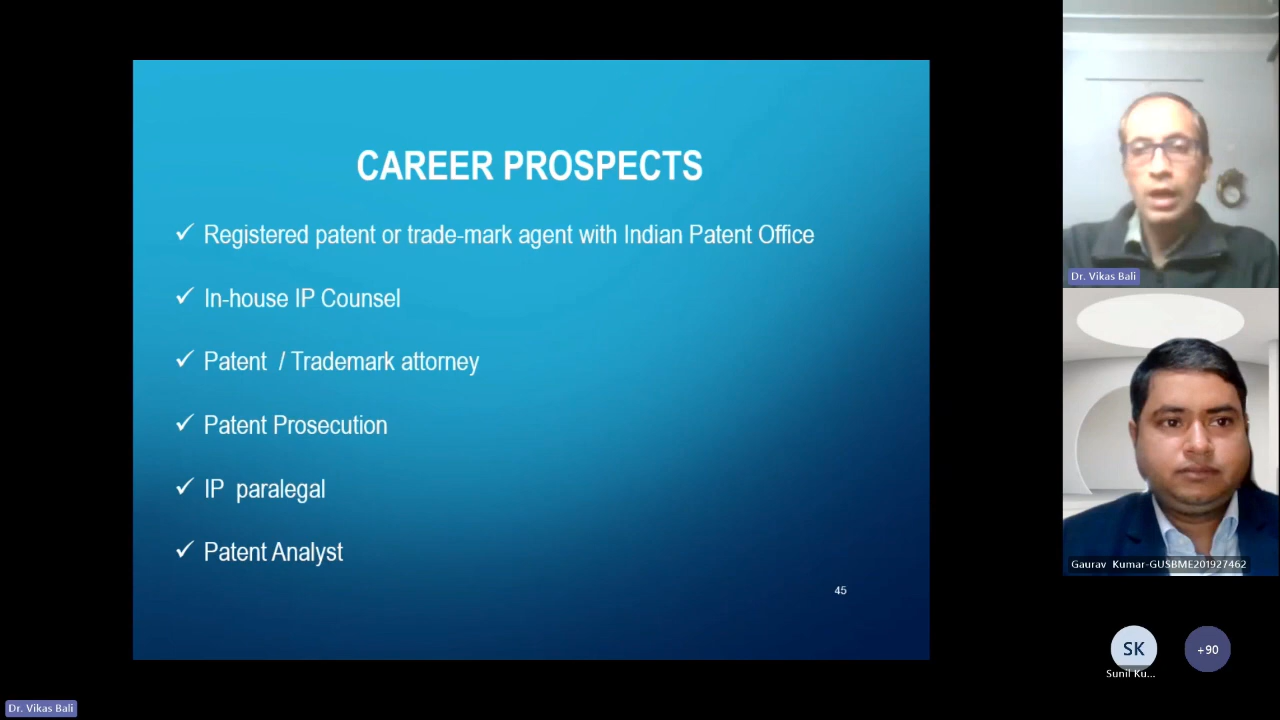 CAREER PROSPECTS
✓ Registered patent or trade-mark agent with Indian Patent Office
✓ In-house IP Counsel
✓ Patent / Trademark attorney
✓ Patent Prosecution
✓ IP paralegal
✓ Patent Analyst
45
Dr. Vikas Bali
Gaurav Kumar-GUSBME201927462
SK
+90
Sunil Ku...
Dr. Vikas Bali